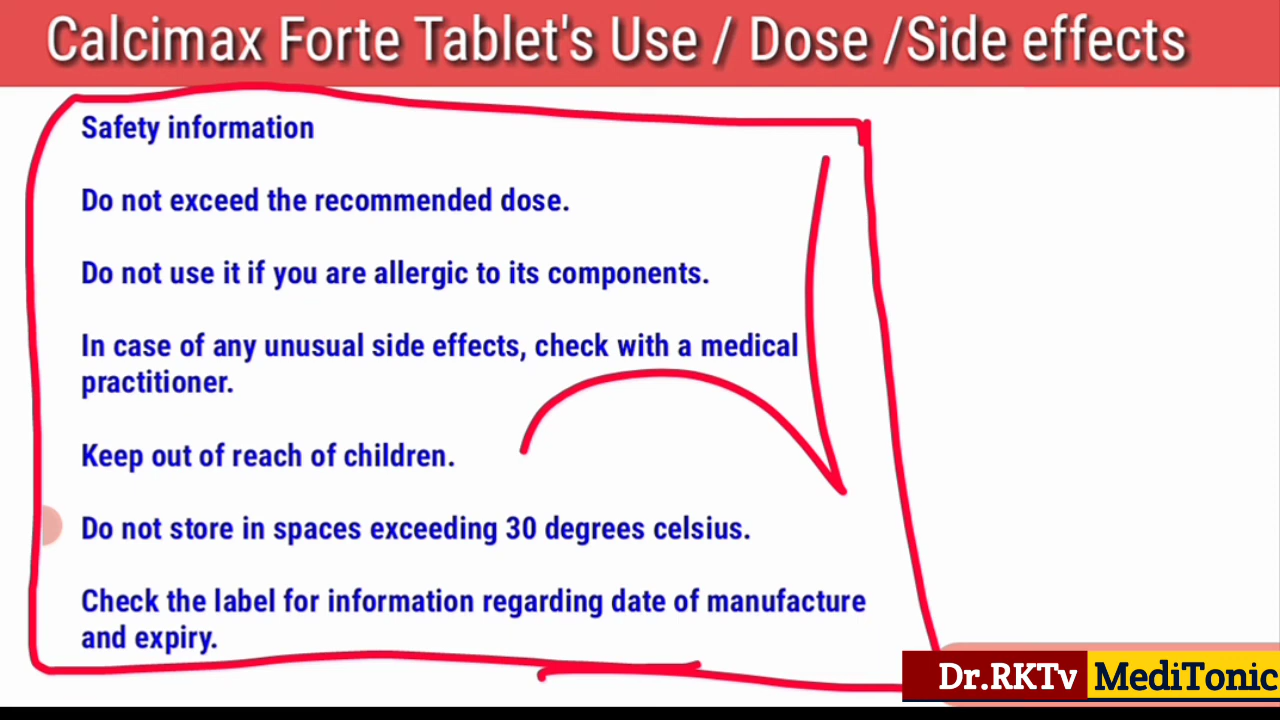 Calcimax Forte Tablet's Use / Dose /Side effects
Safety information
Do not exceed the recommended dose.
Do not use it if you are allergic to its components.
In case of any unusual side effects, check with a medical
practitioner.
Keep out of reach of children.
Do not store in spaces exceeding 30 degrees celsius.
Check the label for information regarding date of manufacture
and expiry.
Dr.RKTv MediTonic